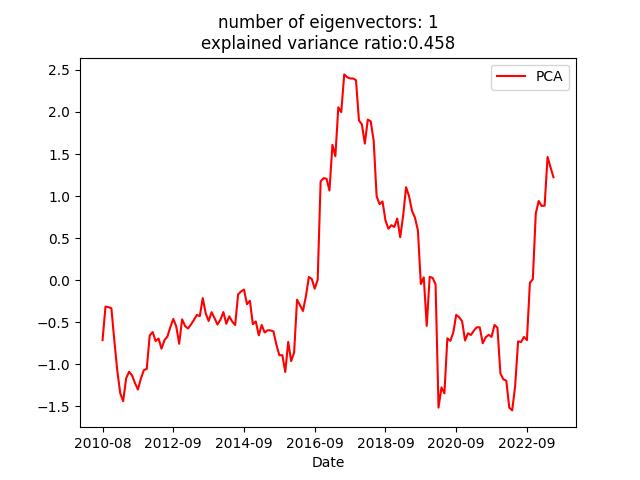 number of eigenvectors: 1
explained variance ratio:0.458
PCA
2.5
2.0
1.5
1.0
0.5
0.0
−0.5
−1.0
−1.5
2010-08 2012-09 2014-09 2016-09 2018-09 2020-09 2022-09
Date